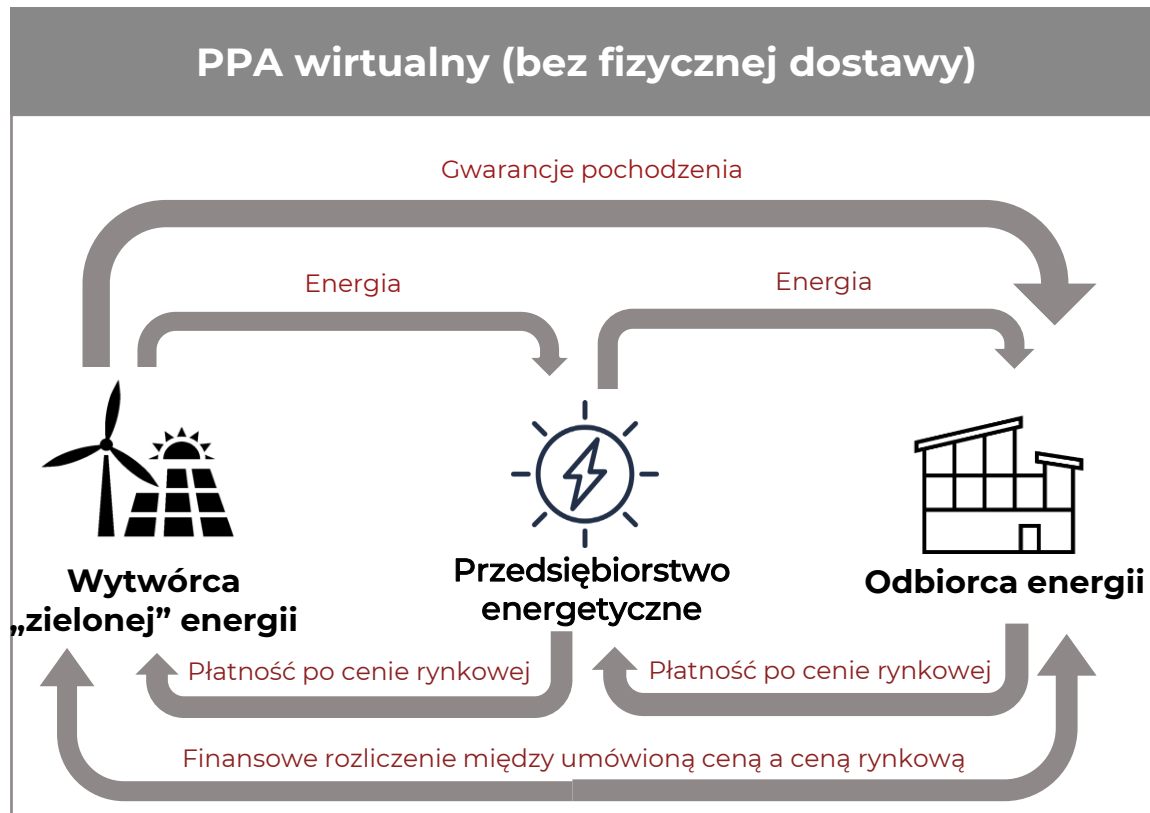 PPA wirtualny (bez fizycznej dostawy)
Gwarancje pochodzenia
Energia
Energia
Wytwórca
„zielonej” energii
Przedsiębiorstwo
energetyczne
Odbiorca energii
Płatność po cenie rynkowej
Płatność po cenie rynkowej
Finansowe rozliczenie między umówioną ceną a ceną rynkową